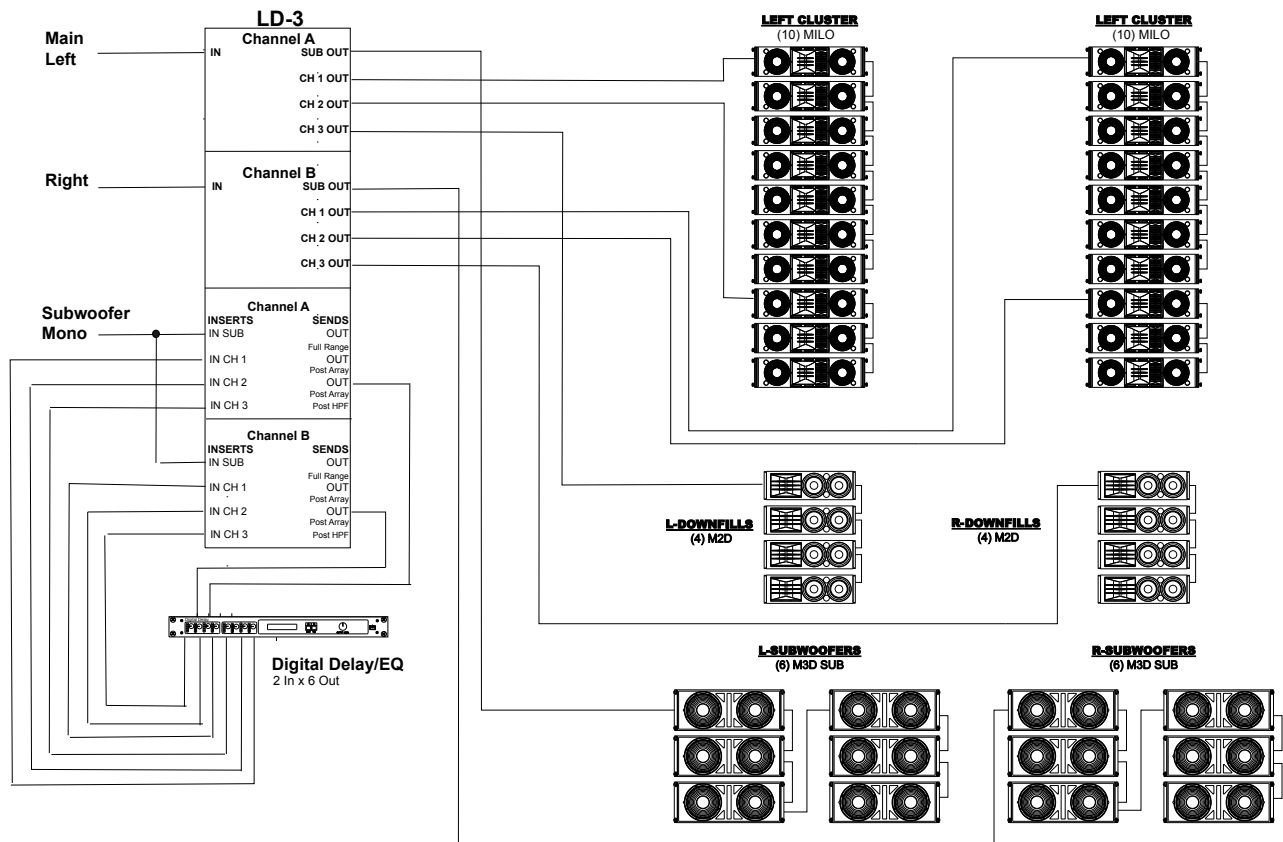 LD-3
Main
Left
Channel A
IN
SUB OUT
CH 1 OUT
CH 2 OUT
CH 3 OUT
Right
Channel B
IN
SUB OUT
CH 1 OUT
CH 2 OUT
CH 3 OUT
Subwoofer
Mono
Channel A
INSERTS
SENDS
IN SUB
OUT
Full Range
IN CH 1
OUT
Post Array
IN CH 2
OUT
Post Array
IN CH 3
Post HPF
Channel B
INSERTS
SENDS
IN SUB
OUT
Full Range
IN CH 1
OUT
Post Array
IN CH 2
OUT
Post Array
IN CH 3
Post HPF
Digital Delay
Digital Delay/EQ
2 In x 6 Out
LEFT CLUSTER
(10) MILO
LEFT CLUSTER
(10) MILO
L-DOWNFILLS
(4) M2D
R-DOWNFILLS
(4) M2D
L-SUBWOOFERS
(6) M3D SUB
R-SUBWOOFERS
(6) M3D SUB